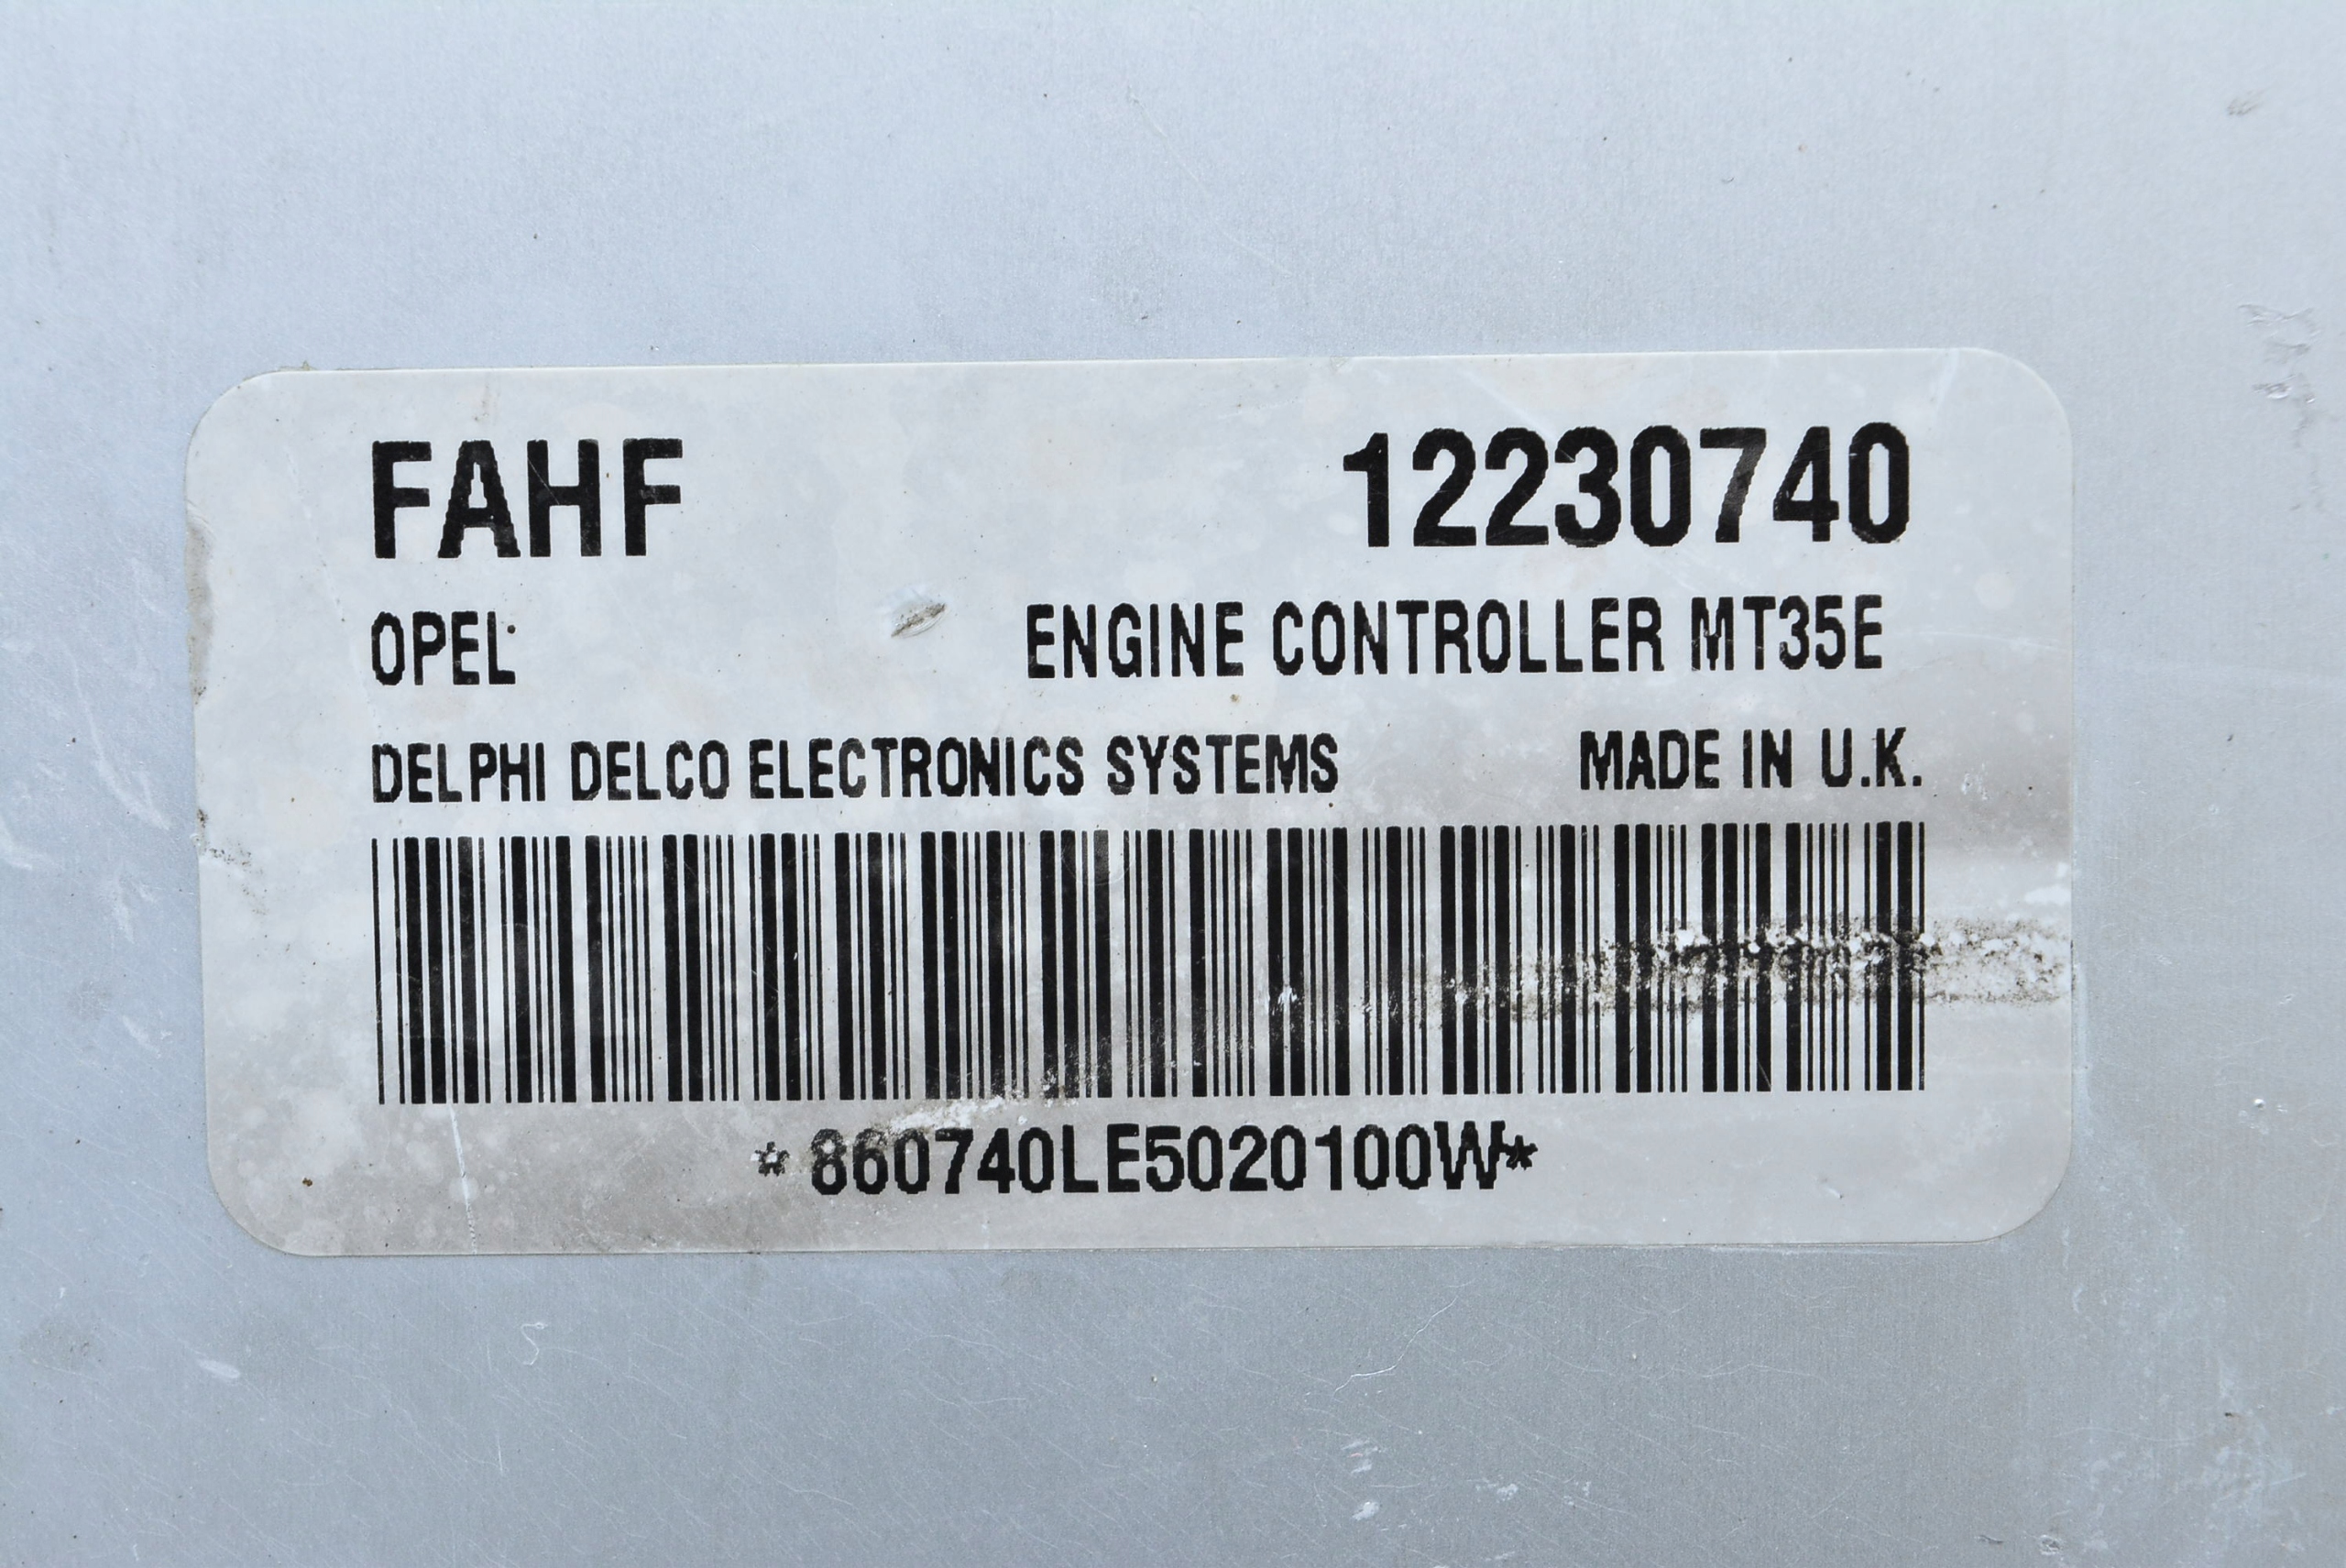 FAHF 12230740
OPEL ENGINE CONTROLLER MT35E
DELPHI DELCO ELECTRONICS SYSTEMS MADE IN U.K.
*860740LE5020100W*